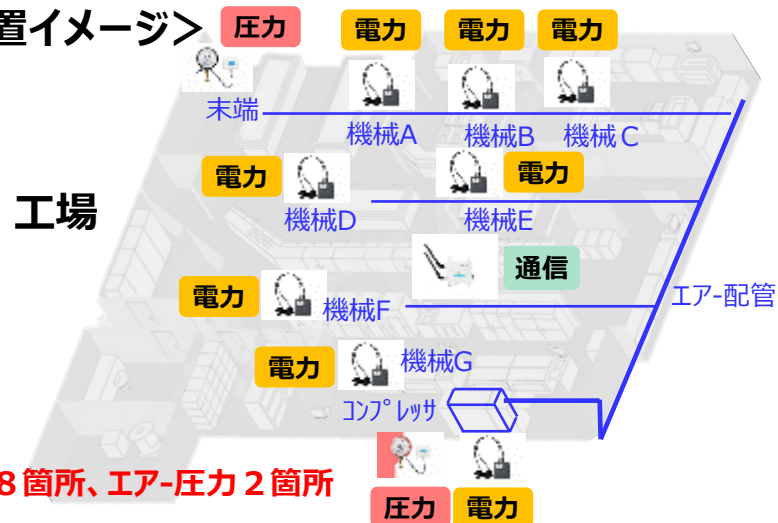 置イメージ＞
圧力
電力
電力
電力
末端
機械A
機械B
機械C
電力
電力
機械D
機械E
工場
通信
電力
機械F
エア-配管
電力
機械G
ｺﾝﾌﾟﾚｯｻ
8箇所、エア-圧力２箇所
圧力
電力